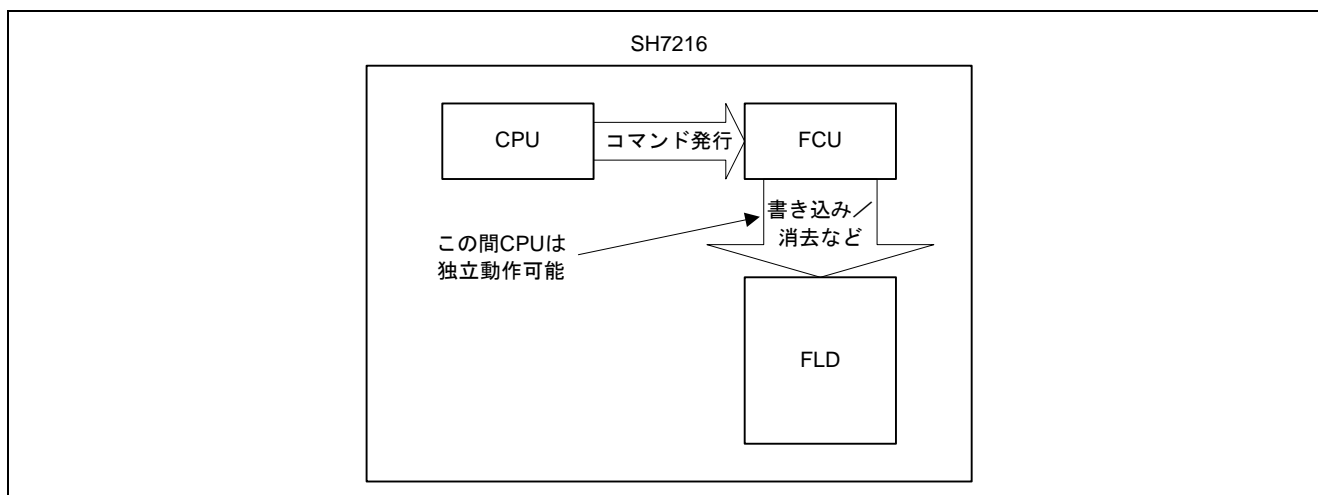 SH7216
CPU
コマンド発行
FCU
書き込み／
消去など
この間CPUは
独立動作可能
FLD